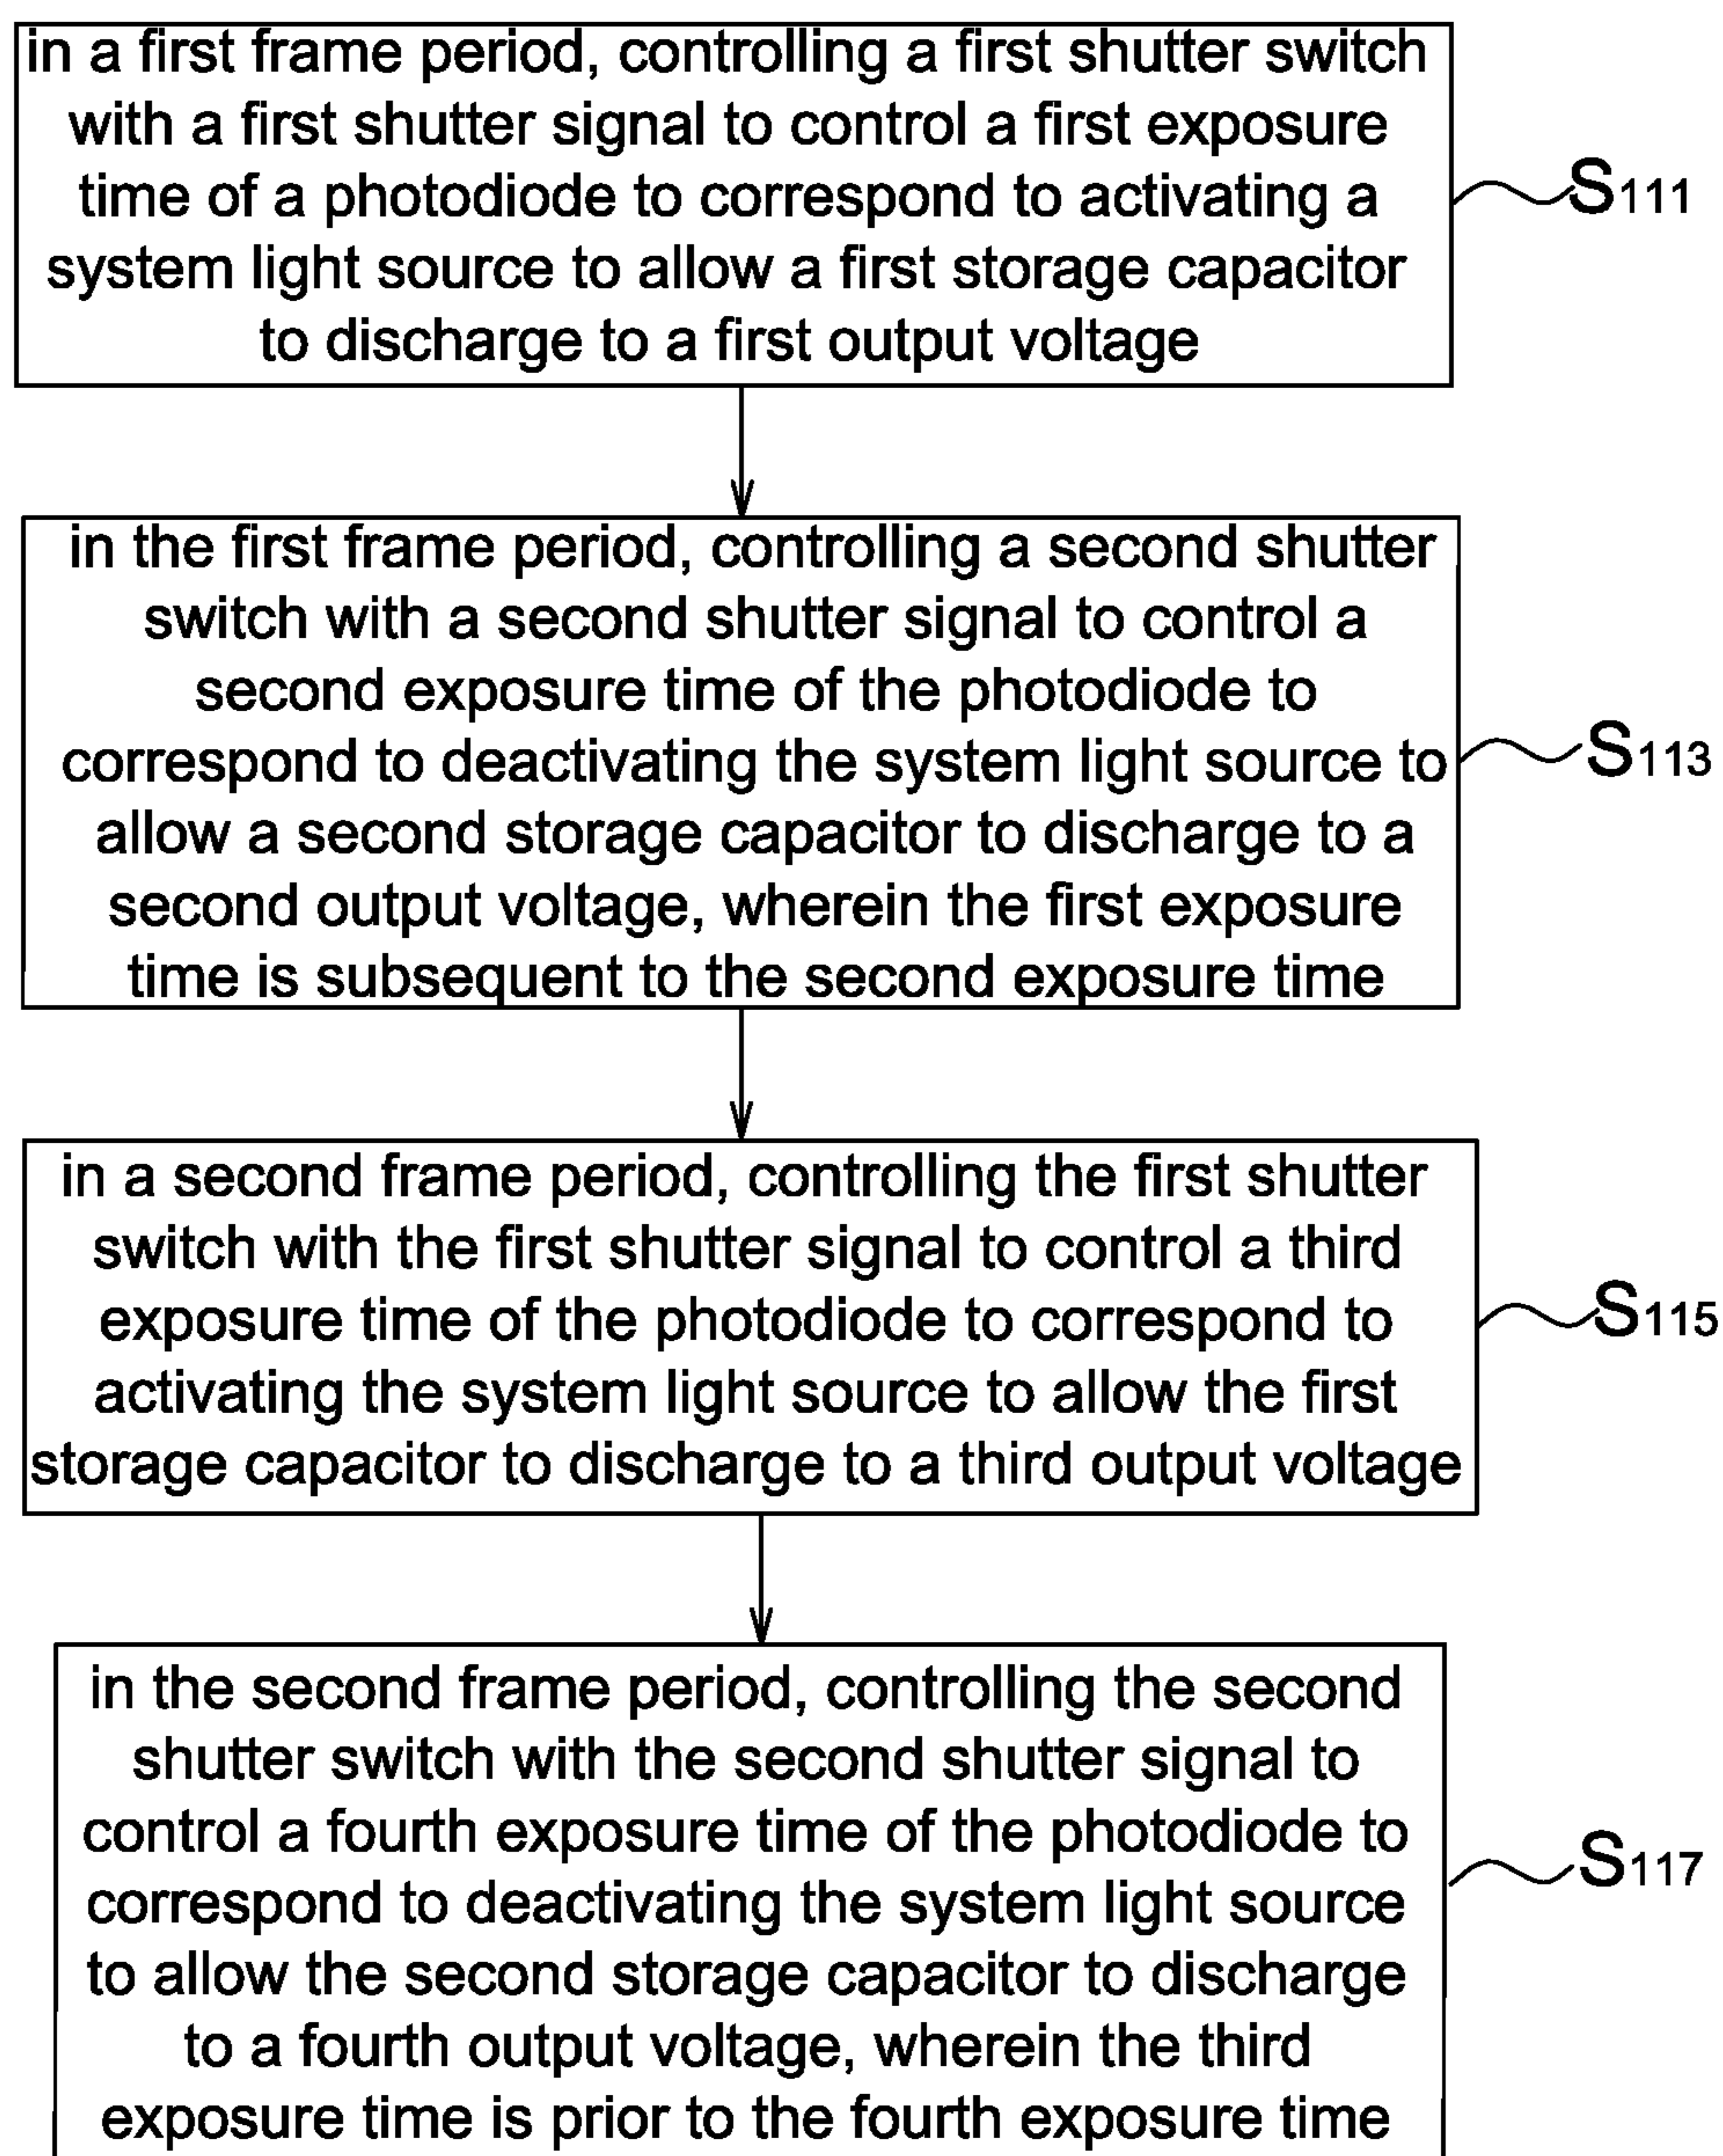 in a first frame period, controlling a first shutter switch
with a first shutter signal to control a first exposure
time of a photodiode to correspond to activating a
system light source to allow a first storage capacitor
to discharge to a first output voltage
S111
in the first frame period, controlling a second shutter
switch with a second shutter signal to control a
second exposure time of the photodiode to
correspond to deactivating the system light source to
allow a second storage capacitor to discharge to a
second output voltage, wherein the first exposure
time is subsequent to the second exposure time
S113
in a second frame period, controlling the first shutter
switch with the first shutter signal to control a third
exposure time of the photodiode to correspond to
activating the system light source to allow the first
storage capacitor to discharge to a third output voltage
S115
in the second frame period, controlling the second
shutter switch with the second shutter signal to
control a fourth exposure time of the photodiode to
correspond to deactivating the system light source
to allow the second storage capacitor to discharge
to a fourth output voltage, wherein the third
exposure time is prior to the fourth exposure time
S117